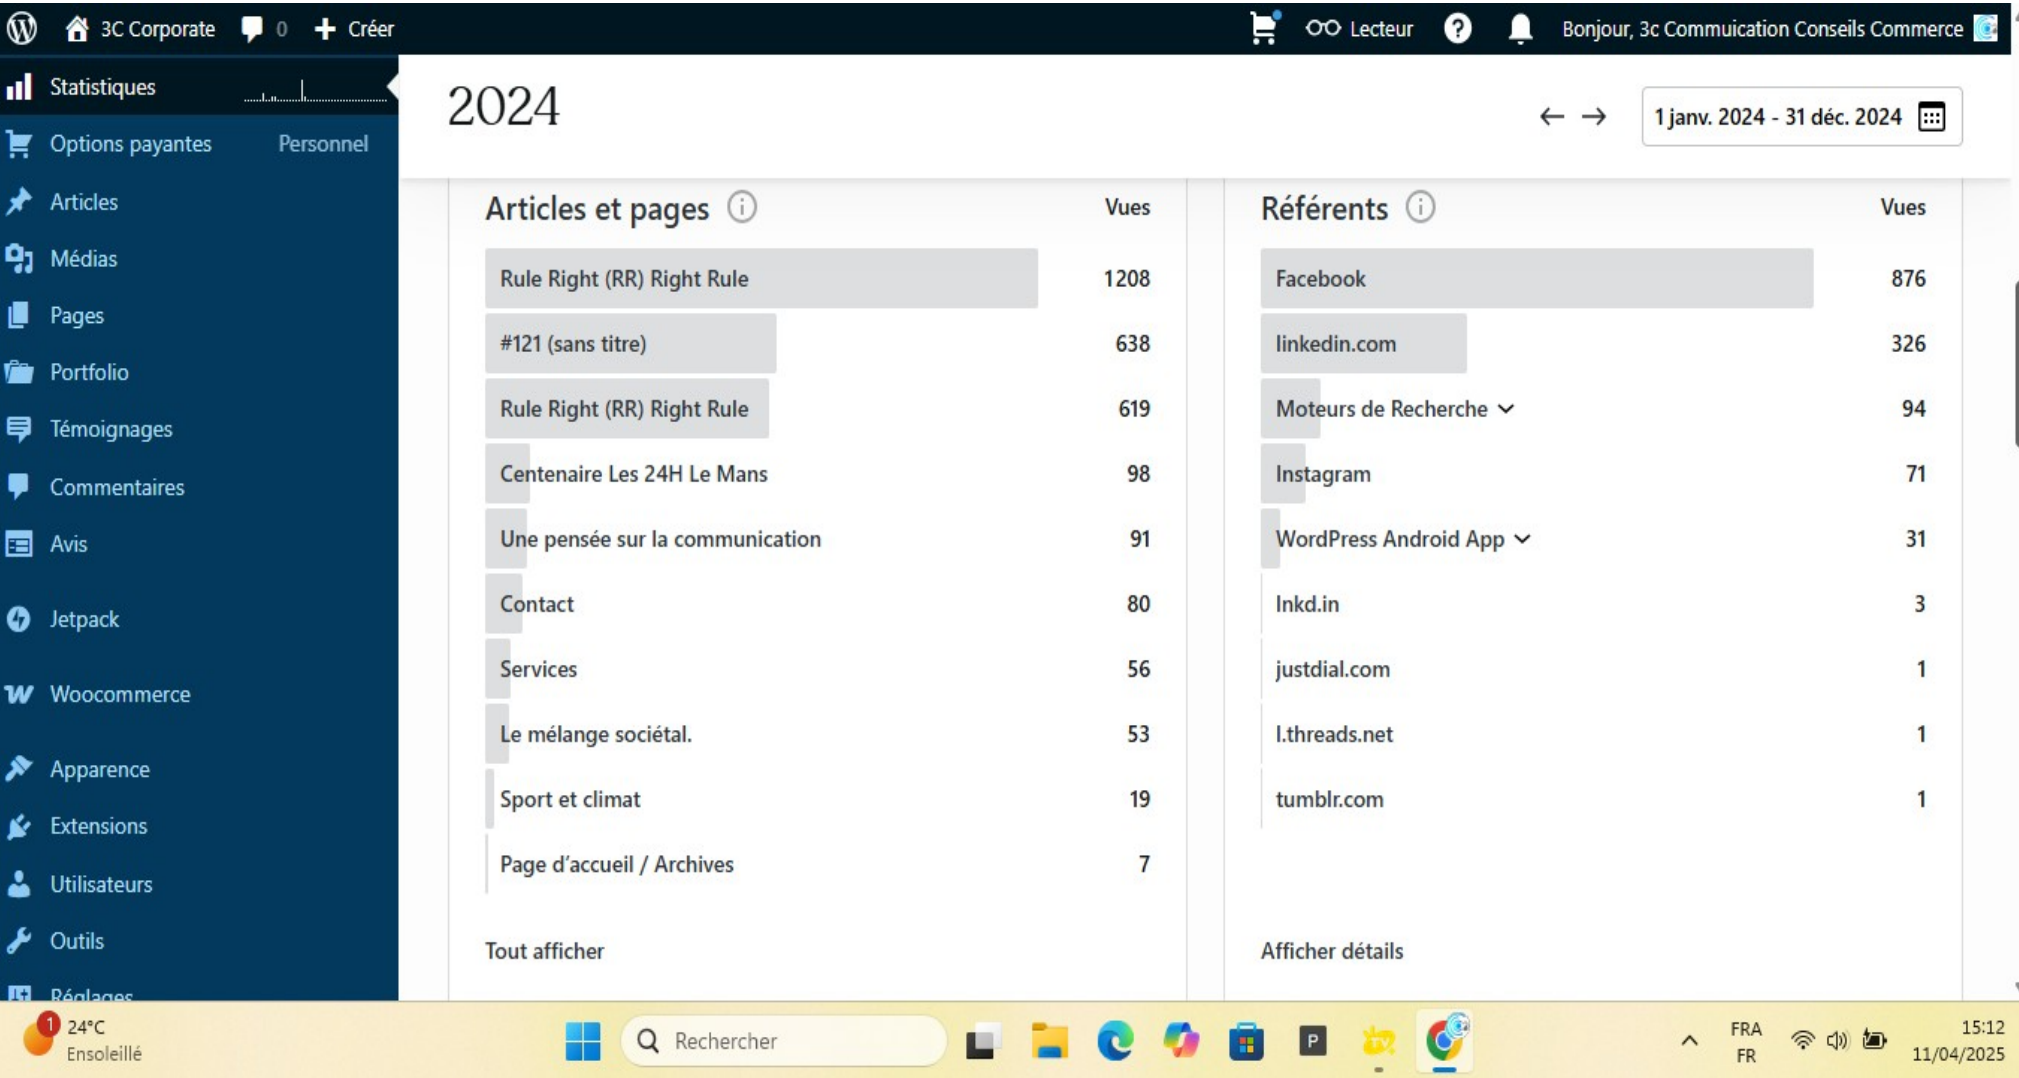 3C Corporate 0 Créer Lecteur Bonjour, 3c Commuication Conseils Commerce
Statistiques
Options payantes Personnel
Articles
Médias
Pages
Portfolio
Témoignages
Commentaires
Avis
Jetpack
Woocommerce
Apparence
Extensions
Utilisateurs
Outils
Réglages
2024
1 janv. 2024 - 31 déc. 2024
Articles et pages Vues
Rule Right (RR) Right Rule 1208
#121 (sans titre) 638
Rule Right (RR) Right Rule 619
Centenaire Les 24H Le Mans 98
Une pensée sur la communication 91
Contact 80
Services 56
Le mélange sociétal. 53
Sport et climat 19
Page d’accueil / Archives 7
Tout afficher
Référents Vues
Facebook 876
linkedin.com 326
Moteurs de Recherche 94
Instagram 71
WordPress Android App 31
lnkd.in 3
justdial.com 1
l.threads.net 1
tumblr.com 1
Afficher détails
1
24°C
Ensoleillé
Rechercher
P
TV
FRA
FR
15:12
11/04/2025